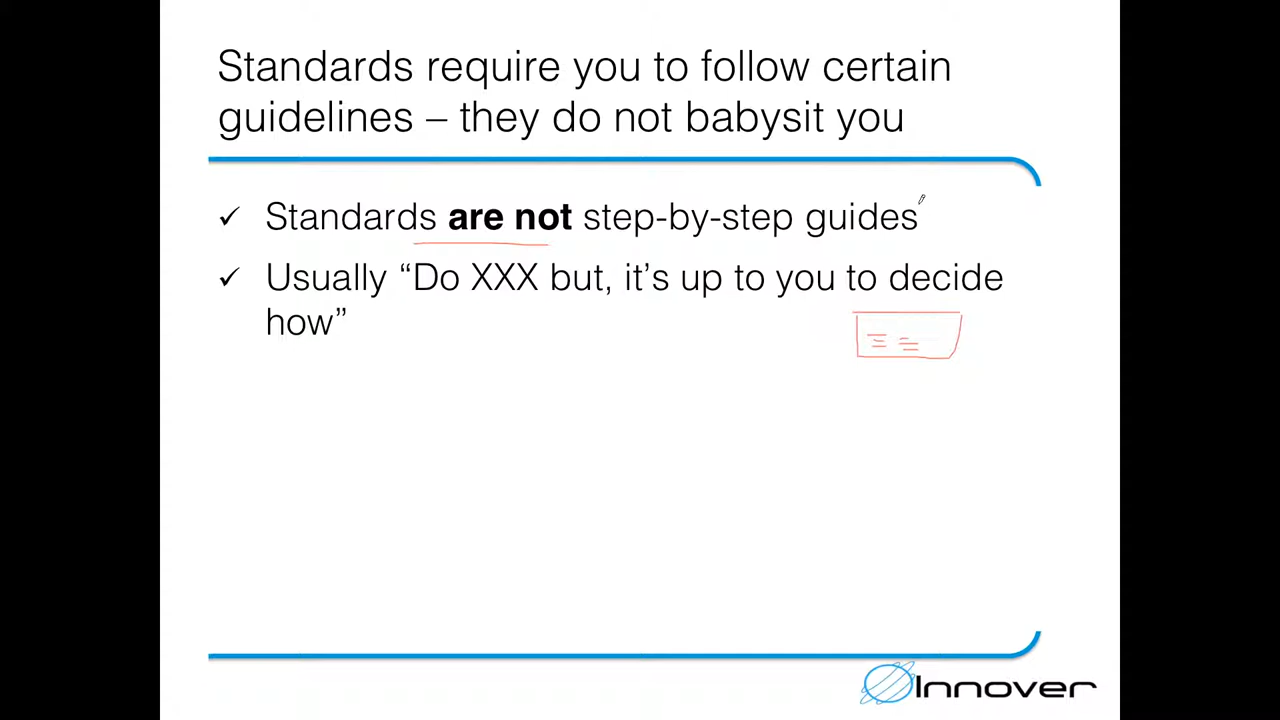 Standards require you to follow certain
guidelines – they do not babysit you
✓ Standards are not step-by-step guides
✓ Usually “Do XXX but, it’s up to you to decide
how”
Innover